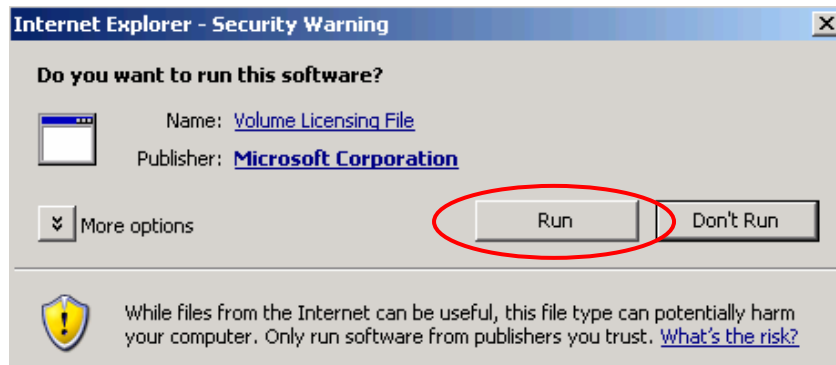 Internet Explorer - Security Warning
Do you want to run this software?
Name: Volume Licensing File
Publisher: Microsoft Corporation
More options
Run
Don't Run
While files from the Internet can be useful, this file type can potentially harm
your computer. Only run software from publishers you trust. What's the risk?